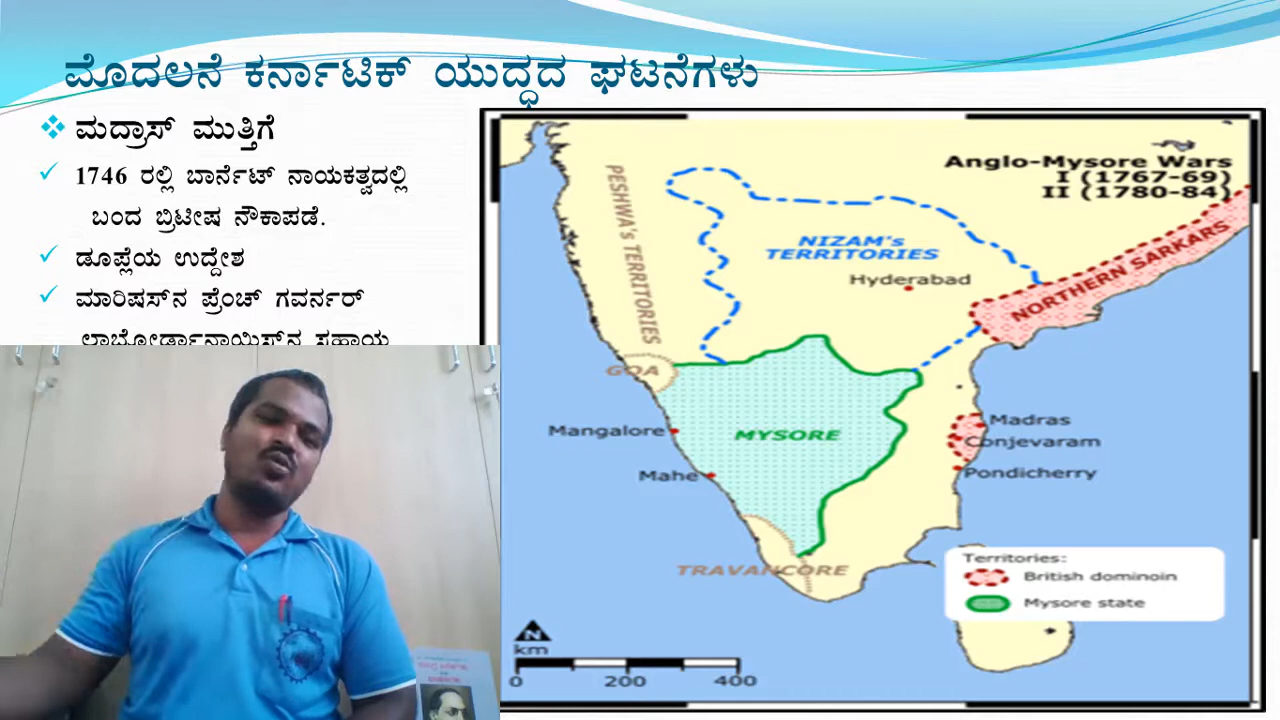 ಮೊದಲನೆ ಕರ್ನಾಟಿಕ್ ಯುದ್ಧದ ಘಟನೆಗಳು
ಮದ್ರಾಸ್ ಮುತ್ತಿಗೆ
1746 ರಲ್ಲಿ ಬಾರ್ನೆಟ್ ನಾಯಕತ್ವದಲ್ಲಿ
ಬಂದ ಬ್ರಿಟೀಷ ನೌಕಾಪಡೆ.
ಡೂಪ್ಲೆಯ ಉದ್ದೇಶ
ಮಾರಿಷಸ್‌ನ ಫ್ರೆಂಚ್ ಗವರ್ನರ್
ಲಾಬೋರ್ಡಾನಾಯಿಸ್‌ನ ಸಹಾಯ
Anglo-Mysore Wars
I (1767-69)
II (1780-84)
PESHWA's TERRITORIES
NIZAM's
TERRITORIES
Hyderabad
NORTHERN SARKARS
GOA
Mangalore
MYSORE
Madras
Conjevaram
Mahe
Pondicherry
TRAVANCORE
Territories:
British dominoin
Mysore state
N
km
0 200 400